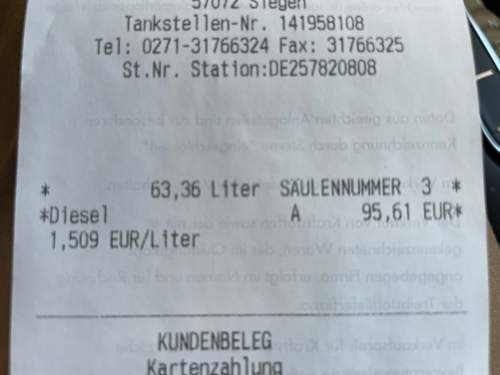 57072 Siegen
Tankstellen-Nr. 141958108
Tel: 0271-31766324 Fax: 31766325
St.Nr. Station:DE257820808
* 63,36 Liter SÄULENNUMMER 3 *
*Diesel A 95,61 EUR*
1,509 EUR/Liter
KUNDENBELEG
Kartenzahlung